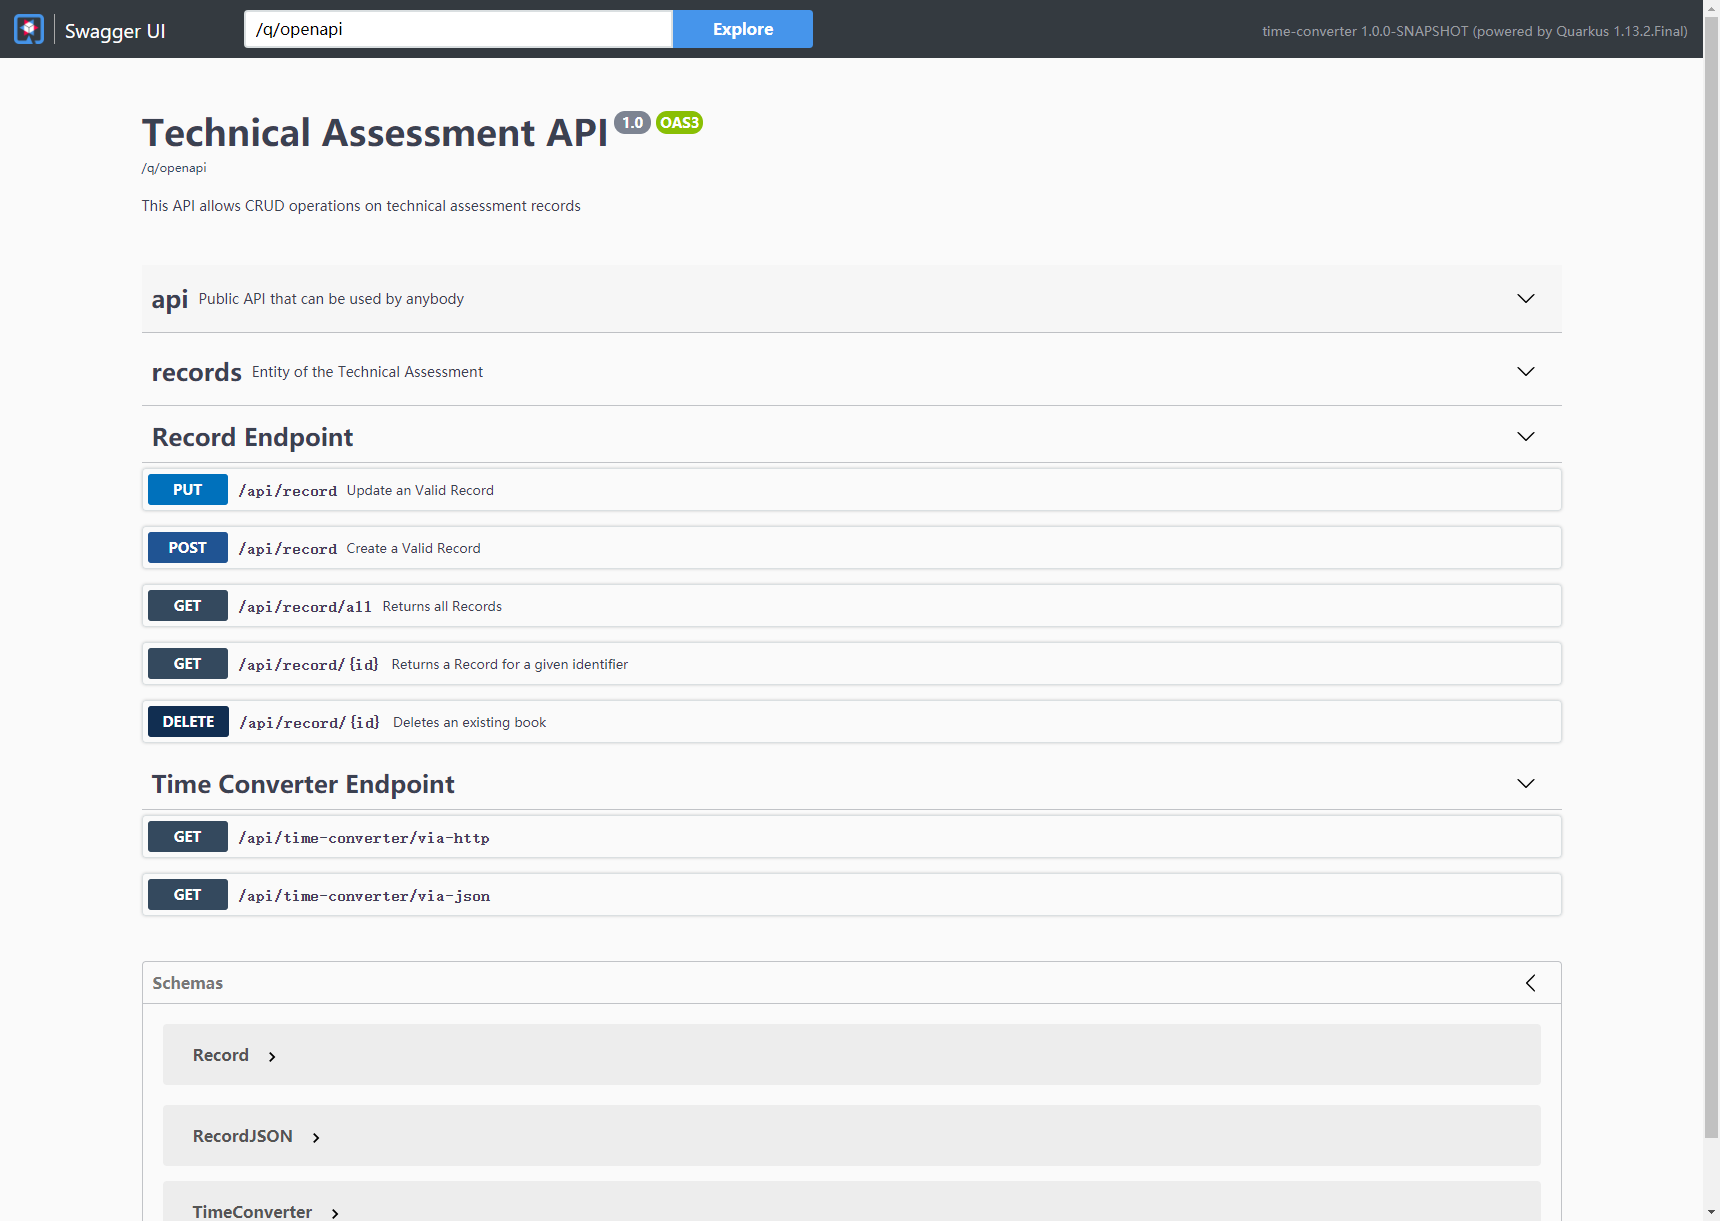 Swagger UI
/q/openapi
Explore
time-converter 1.0.0-SNAPSHOT (powered by Quarkus 1.13.2.Final)
Technical Assessment API 1.0 OAS3
/q/openapi
This API allows CRUD operations on technical assessment records
api Public API that can be used by anybody
records Entity of the Technical Assessment
Record Endpoint
PUT /api/record Update an Valid Record
POST /api/record Create a Valid Record
GET /api/record/all Returns all Records
GET /api/record/{id} Returns a Record for a given identifier
DELETE /api/record/{id} Deletes an existing book
Time Converter Endpoint
GET /api/time-converter/via-http
GET /api/time-converter/via-json
Schemas
Record
RecordJSON
TimeConverter